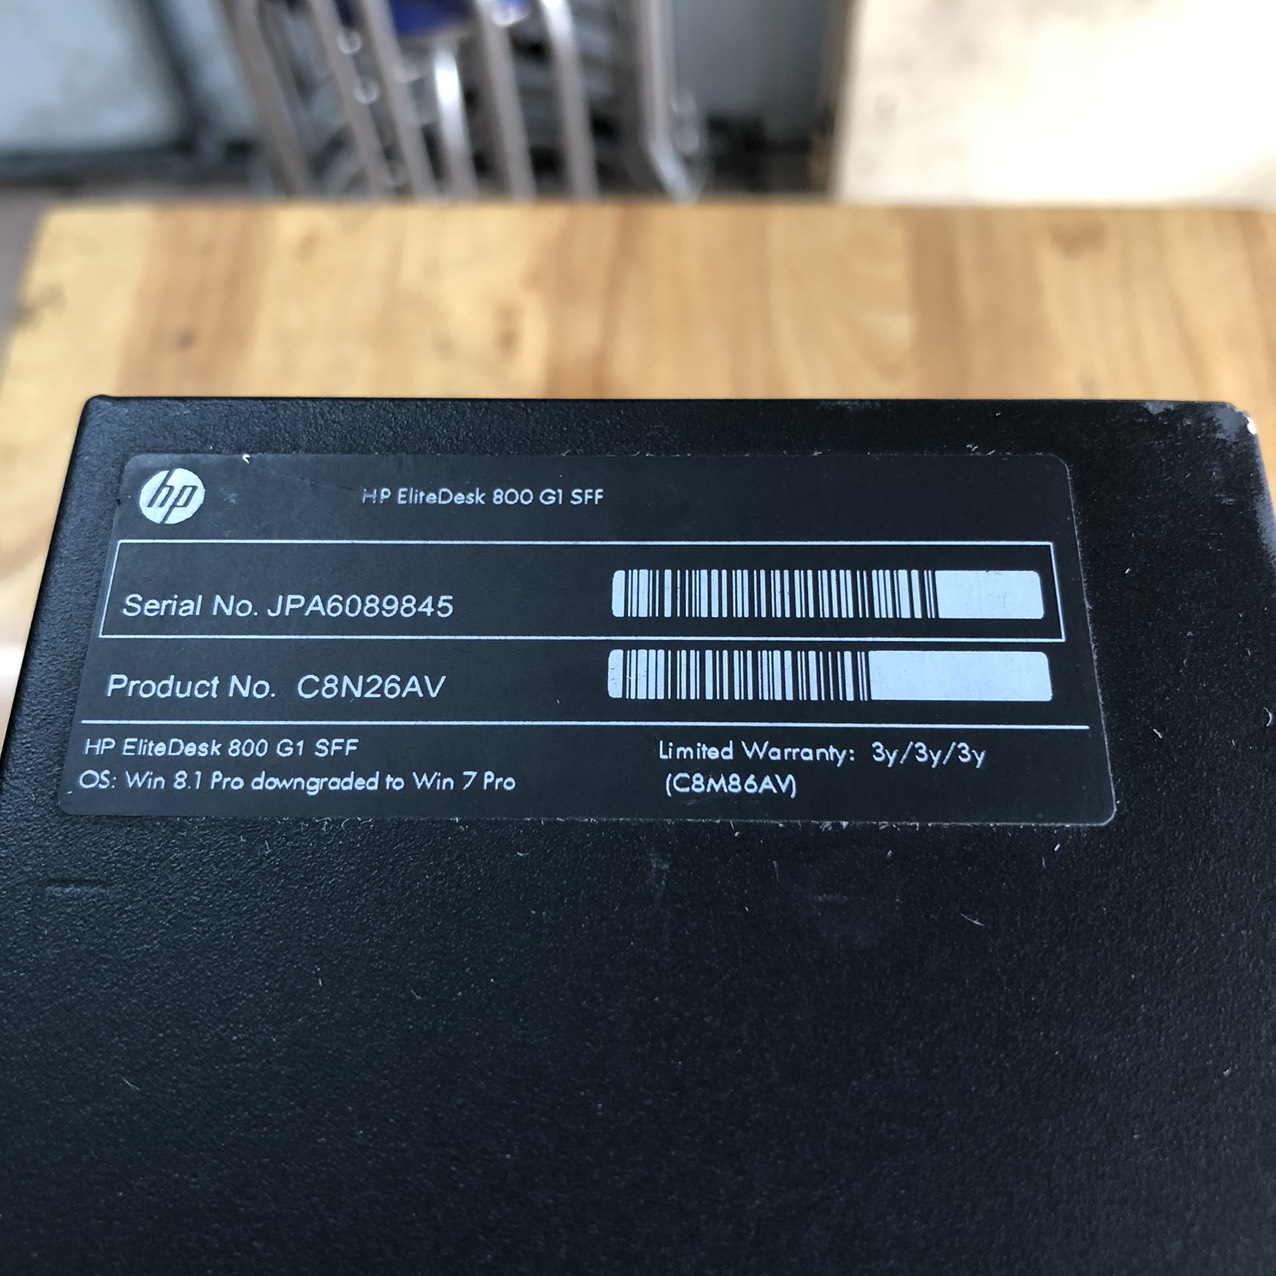 hp
HP EliteDesk 800 G1 SFF
Serial No. JPA6089845
Product No. C8N26AV
HP EliteDesk 800 G1 SFF
OS: Win 8.1 Pro downgraded to Win 7 Pro
Limited Warranty: 3y/3y/3y
(C8M86AV)